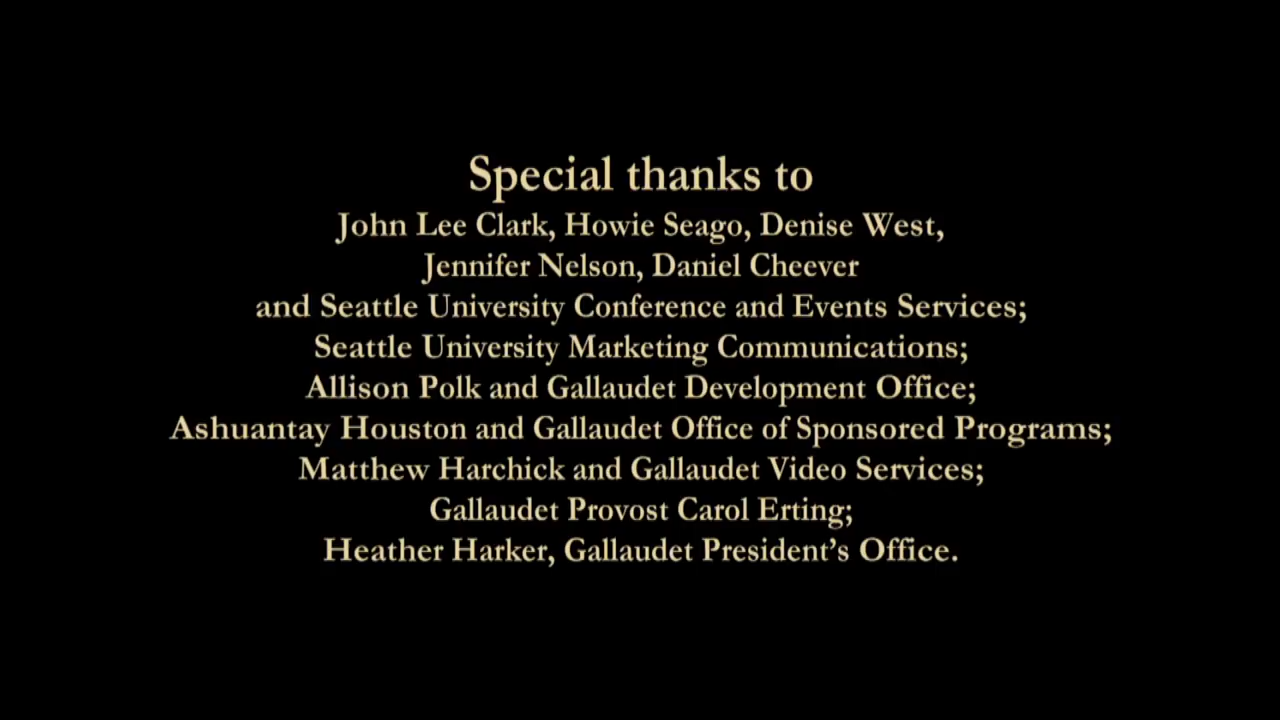 Special thanks to
John Lee Clark, Howie Seago, Denise West,
Jennifer Nelson, Daniel Cheever
and Seattle University Conference and Events Services;
Seattle University Marketing Communications;
Allison Polk and Gallaudet Development Office;
Ashuantay Houston and Gallaudet Office of Sponsored Programs;
Matthew Harchick and Gallaudet Video Services;
Gallaudet Provost Carol Erting;
Heather Harker, Gallaudet President’s Office.